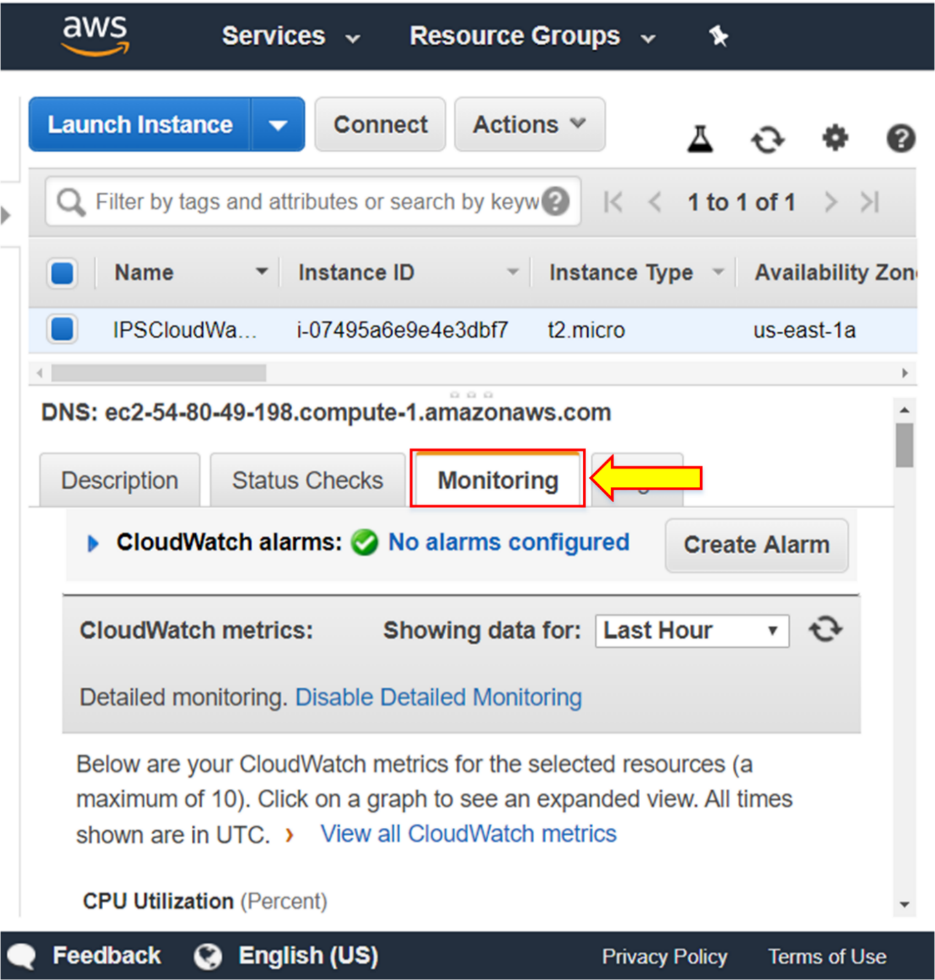 aws Services Resource Groups
Launch Instance Connect Actions
Filter by tags and attributes or search by keyw 1 to 1 of 1
Name Instance ID Instance Type Availability Zon
IPSCloudWa... i-07495a6e9e4e3dbf7 t2.micro us-east-1a
DNS: ec2-54-80-49-198.compute-1.amazonaws.com
Description Status Checks Monitoring
CloudWatch alarms: No alarms configured Create Alarm
CloudWatch metrics: Showing data for: Last Hour
Detailed monitoring. Disable Detailed Monitoring
Below are your CloudWatch metrics for the selected resources (a
maximum of 10). Click on a graph to see an expanded view. All times
shown are in UTC. › View all CloudWatch metrics
CPU Utilization (Percent)
Feedback English (US) Privacy Policy Terms of Use